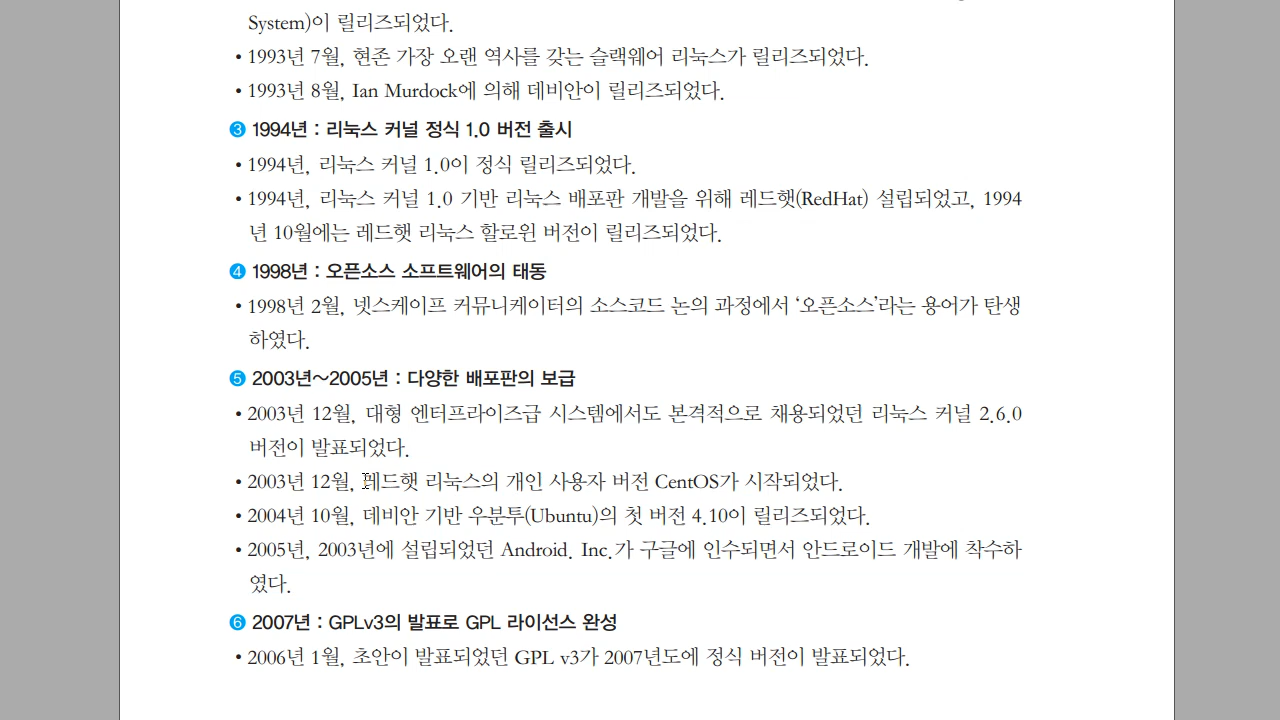 System)이 릴리즈되었다.
• 1993년 7월, 현존 가장 오랜 역사를 갖는 슬랙웨어 리눅스가 릴리즈되었다.
• 1993년 8월, Ian Murdock에 의해 데비안이 릴리즈되었다.
❸ 1994년 : 리눅스 커널 정식 1.0 버전 출시
• 1994년, 리눅스 커널 1.0이 정식 릴리즈되었다.
• 1994년, 리눅스 커널 1.0 기반 리눅스 배포판 개발을 위해 레드햇(RedHat) 설립되었고, 1994
년 10월에는 레드햇 리눅스 할로윈 버전이 릴리즈되었다.
❹ 1998년 : 오픈소스 소프트웨어의 태동
• 1998년 2월, 넷스케이프 커뮤니케이터의 소스코드 논의 과정에서 ‘오픈소스’라는 용어가 탄생
하였다.
❺ 2003년~2005년 : 다양한 배포판의 보급
• 2003년 12월, 대형 엔터프라이즈급 시스템에서도 본격적으로 채용되었던 리눅스 커널 2.6.0
버전이 발표되었다.
• 2003년 12월, 레드햇 리눅스의 개인 사용자 버전 CentOS가 시작되었다.
• 2004년 10월, 데비안 기반 우분투(Ubuntu)의 첫 버전 4.10이 릴리즈되었다.
• 2005년, 2003년에 설립되었던 Android. Inc.가 구글에 인수되면서 안드로이드 개발에 착수하
였다.
❻ 2007년 : GPLv3의 발표로 GPL 라이선스 완성
• 2006년 1월, 초안이 발표되었던 GPL v3가 2007년도에 정식 버전이 발표되었다.